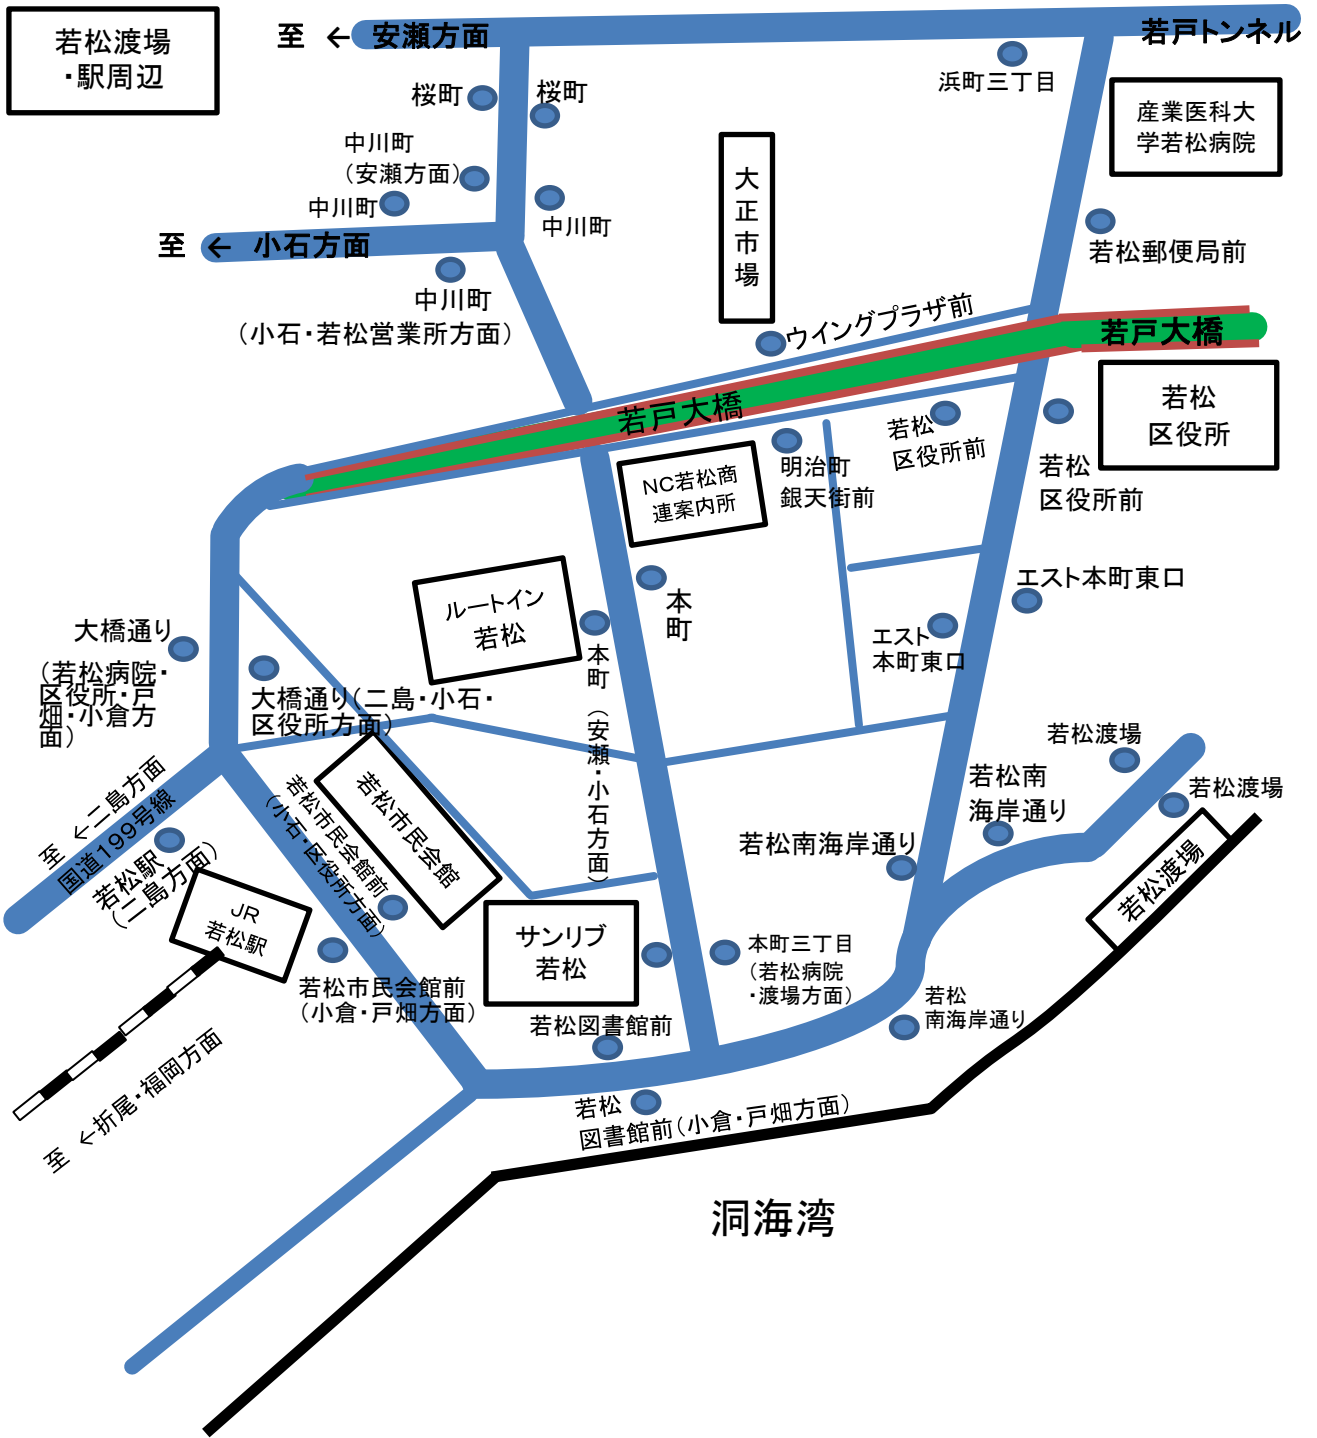 若松渡場
・駅周辺
至 ← 安瀬方面
若戸トンネル
浜町三丁目
桜町
桜町
産業医科大
学若松病院
中川町
（安瀬方面）
中川町
中川町
大正市場
至 ← 小石方面
若松郵便局前
中川町
（小石・若松営業所方面）
ウイングプラザ前
若戸大橋
若戸大橋
若松
区役所
若松
区役所前
若松
区役所前
明治町
銀天街前
NC若松商
連案内所
ルートイン
若松
本町
エスト本町東口
エスト
本町東口
本町（安瀬・小石方面）
大橋通り
（若松病院・
区役所・戸
畑・小倉方
面）
大橋通り（二島・小石・
区役所方面）
若松渡場
若松渡場
若松南
海岸通り
若松渡場
若松南海岸通り
至 ←二島方面
国道199号線
若松駅
（二島方面）
若松市民会館前
（小石・区役所方面）
若松市民会館
JR
若松駅
サンリブ
若松
本町三丁目
（若松病院
・渡場方面）
若松市民会館前
（小倉・戸畑方面）
若松
南海岸通り
若松図書館前
至 ←折尾・福岡方面
若松
図書館前（小倉・戸畑方面）
洞海湾